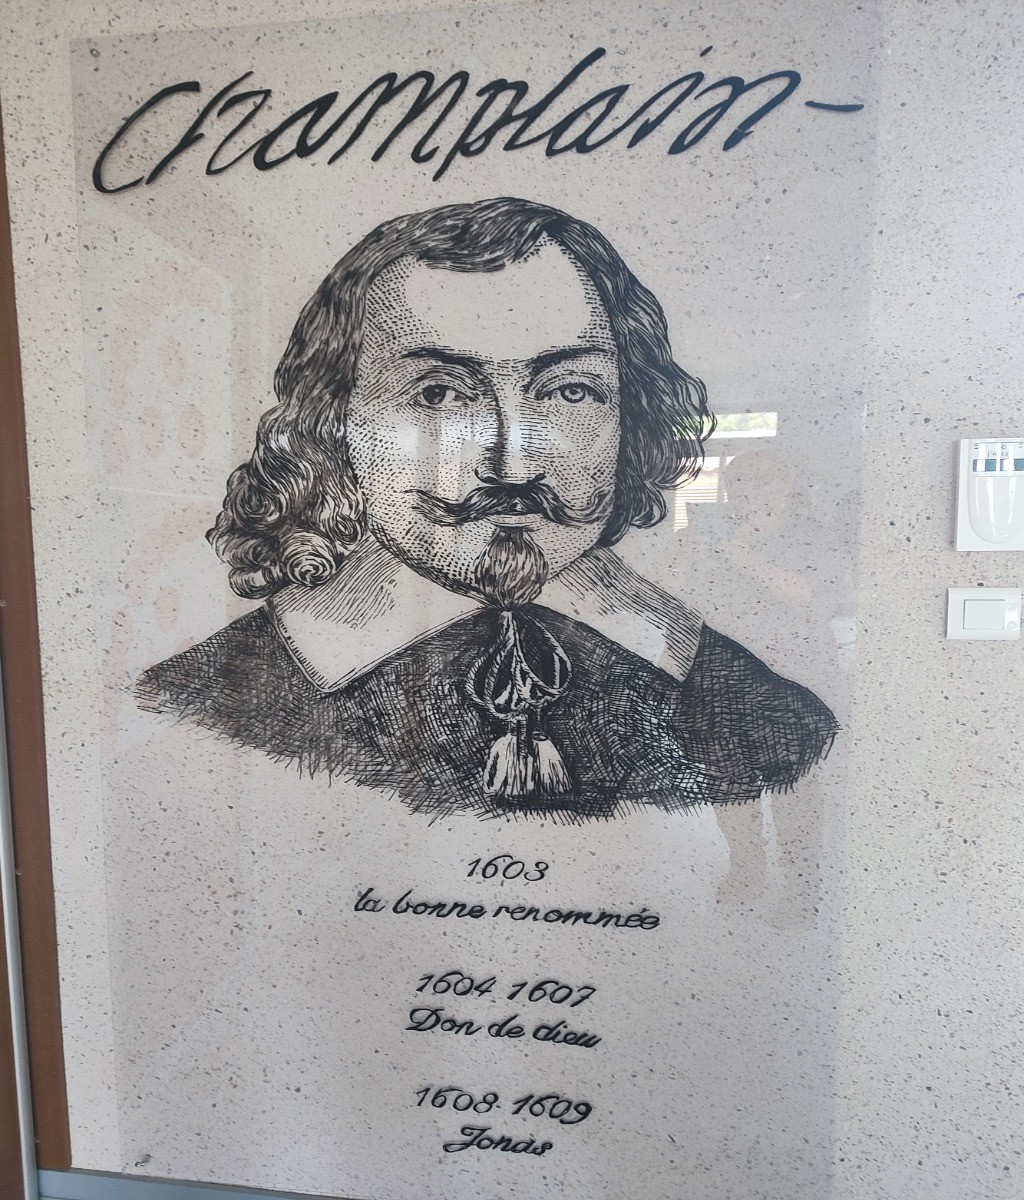 Champlain
1603
la bonne renommée
1604 1607
Don de dieu
1608-1609
Jonas